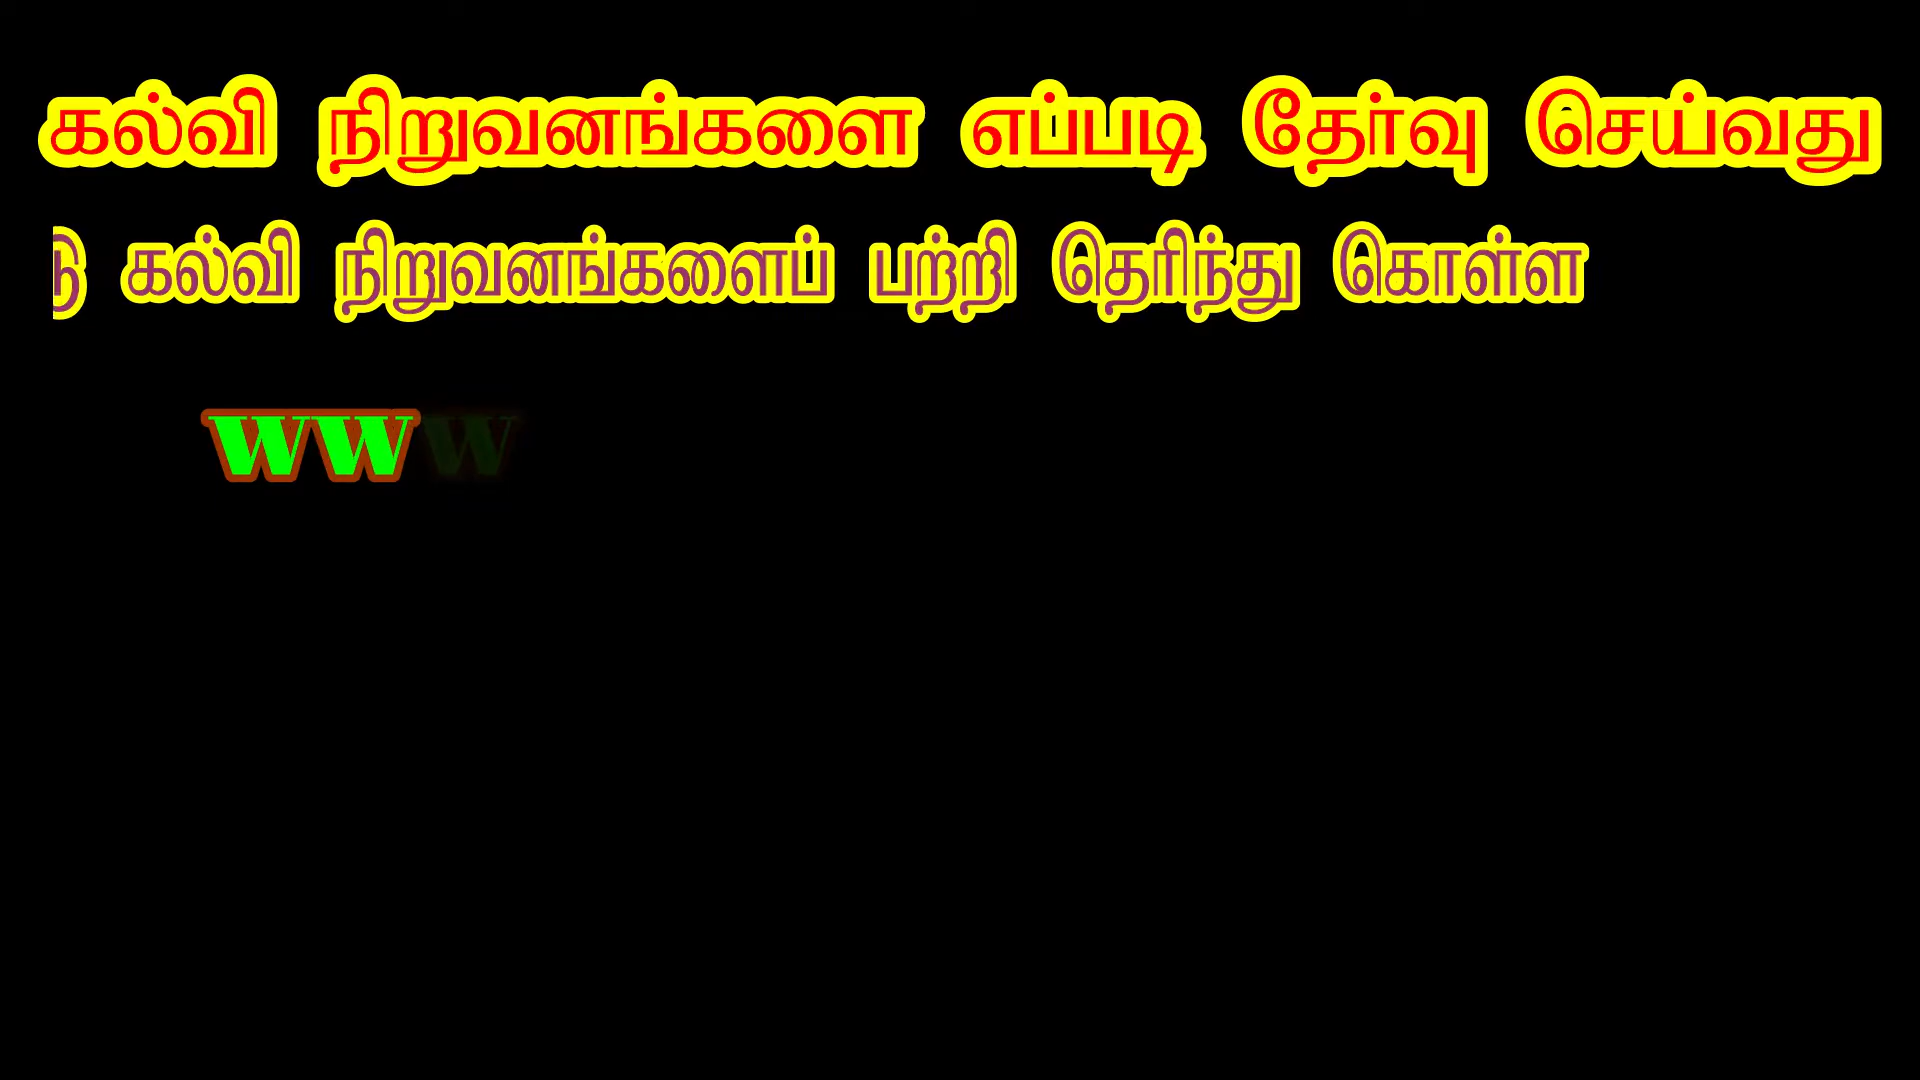 கல்வி நிறுவனங்களை எப்படி தேர்வு செய்வது
கல்வி நிறுவனங்களைப் பற்றி தெரிந்து கொள்ள
www